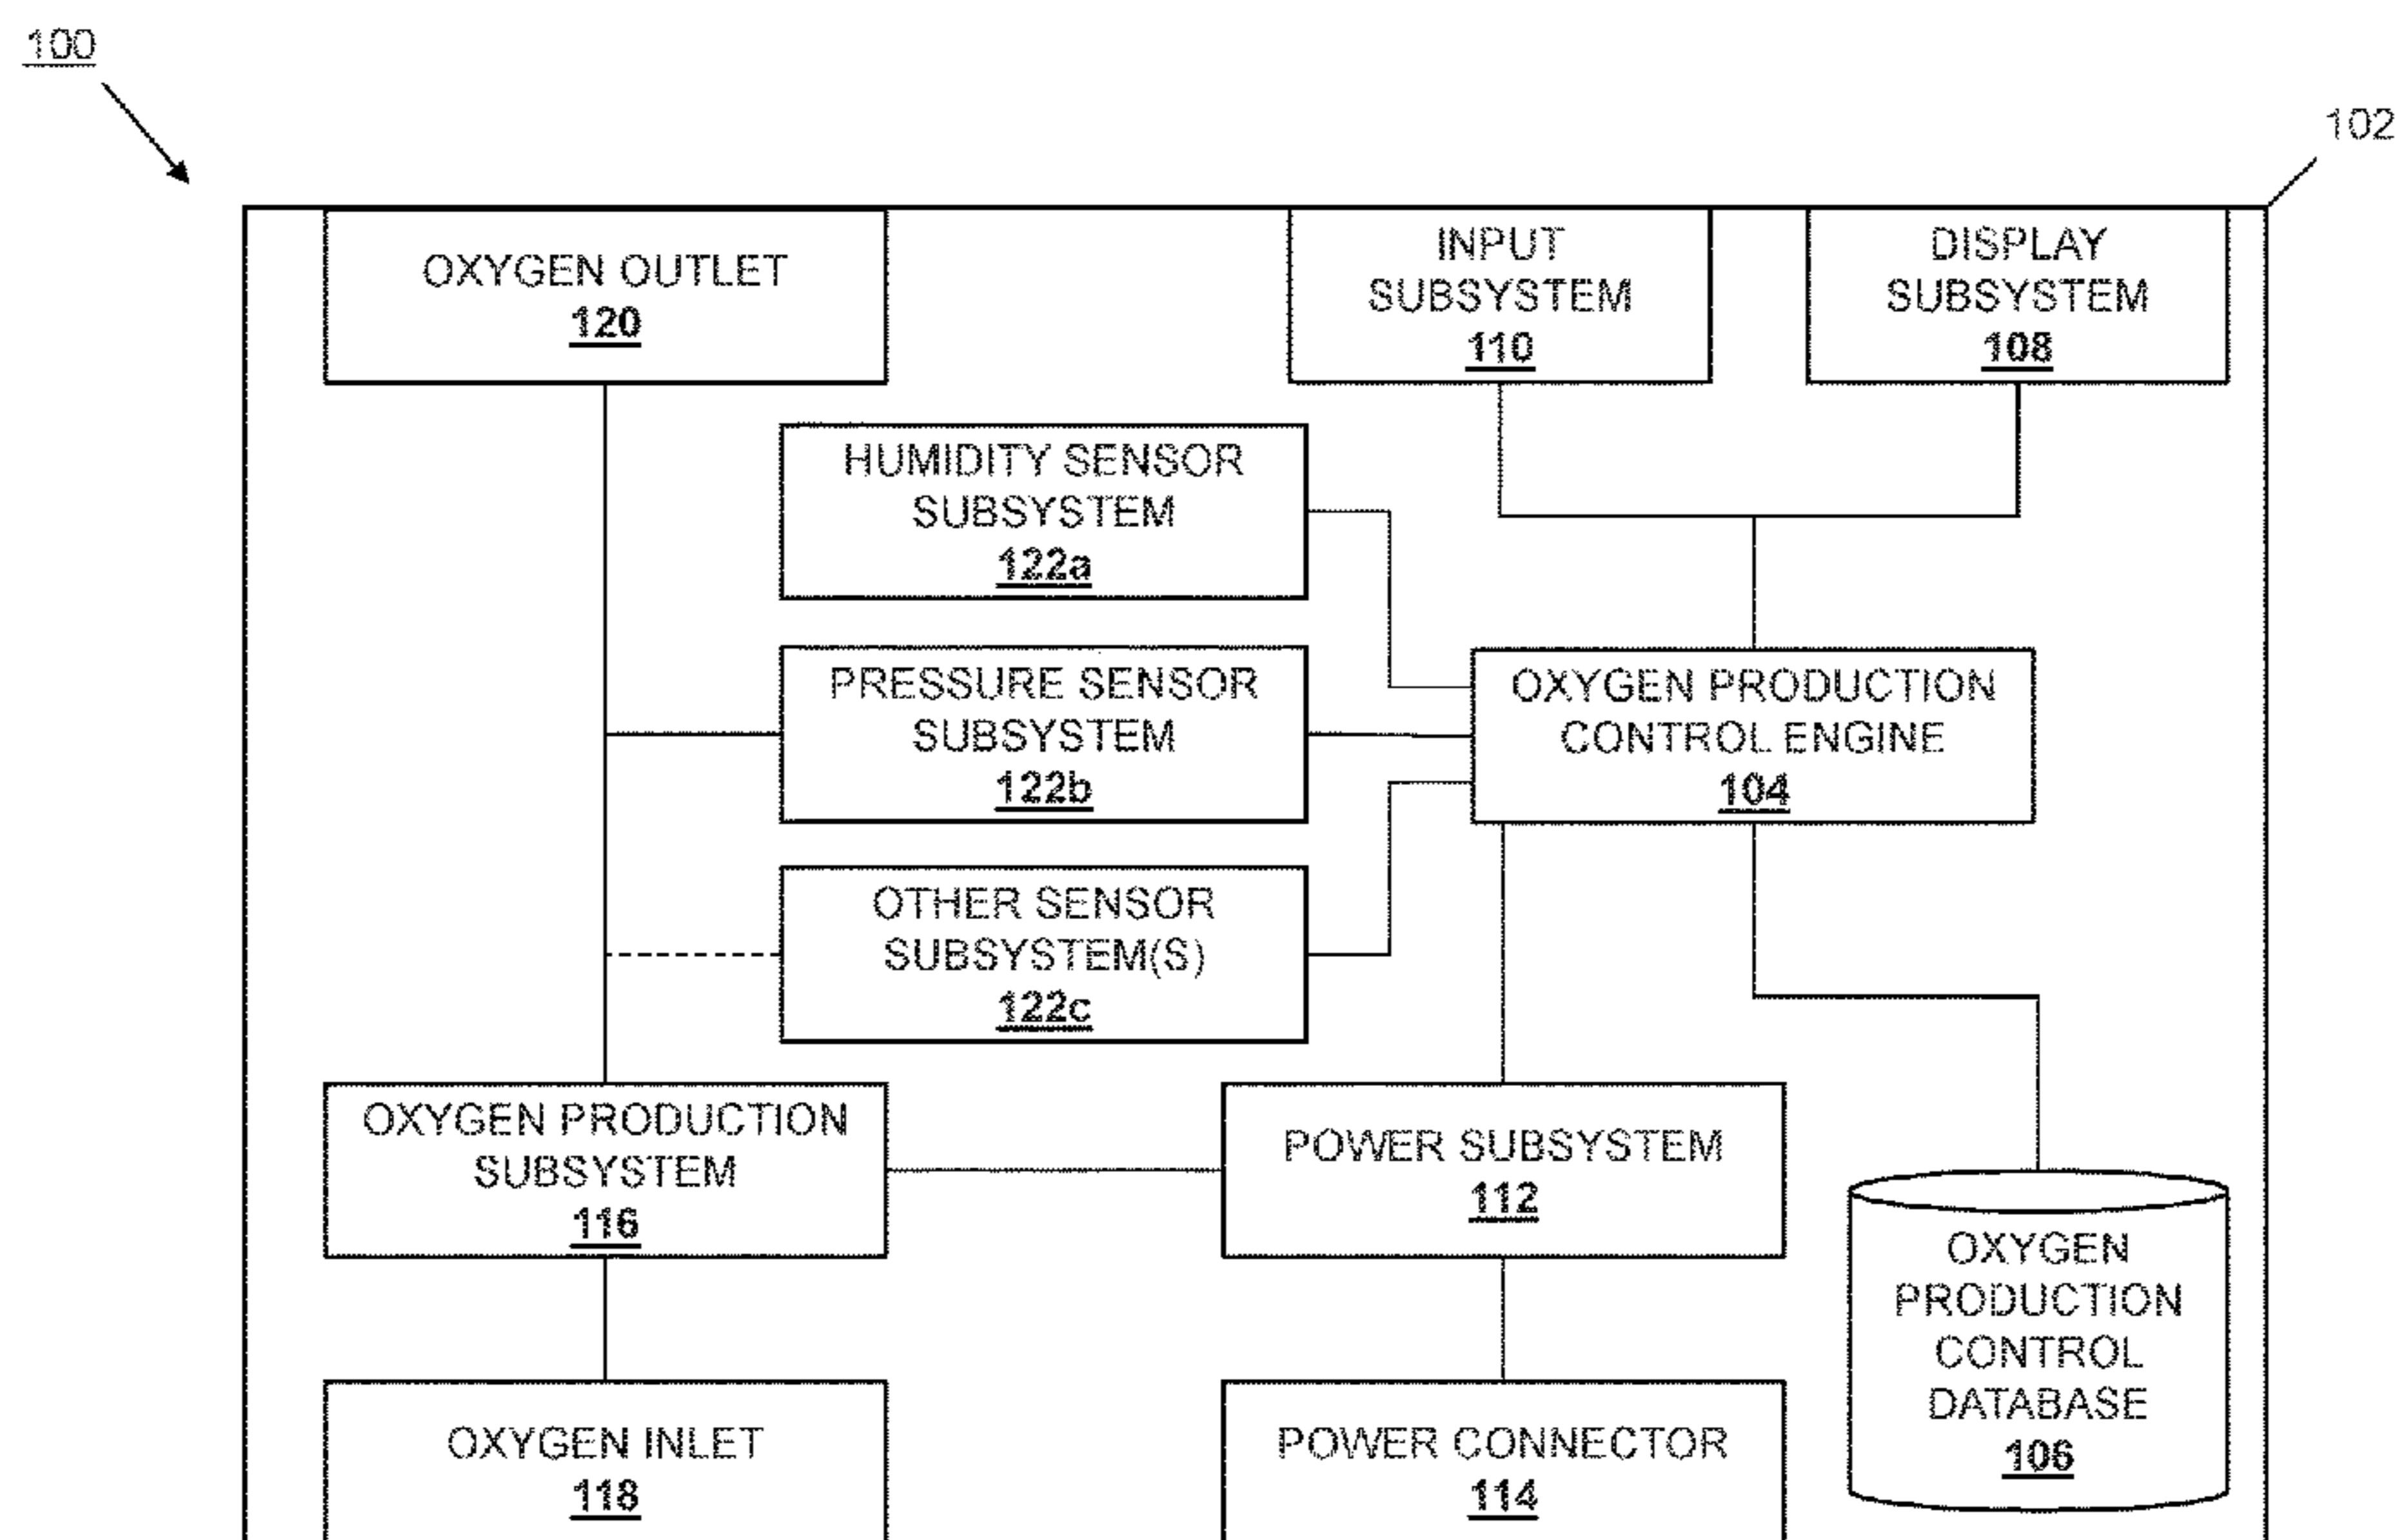 100
102
OXYGEN OUTLET
120
INPUT
SUBSYSTEM
110
DISPLAY
SUBSYSTEM
108
HUMIDITY SENSOR
SUBSYSTEM
122a
PRESSURE SENSOR
SUBSYSTEM
122b
OXYGEN PRODUCTION
CONTROL ENGINE
104
OTHER SENSOR
SUBSYSTEM(S)
122c
OXYGEN PRODUCTION
SUBSYSTEM
116
POWER SUBSYSTEM
112
OXYGEN
PRODUCTION
CONTROL
DATABASE
106
OXYGEN INLET
118
POWER CONNECTOR
114